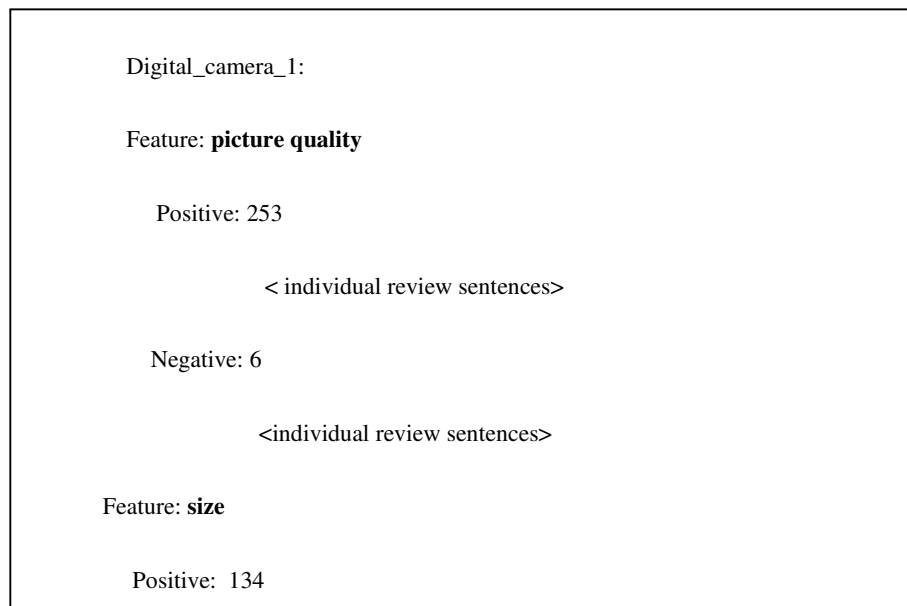 Digital_camera_1:
Feature: picture quality
Positive: 253
< individual review sentences>
Negative: 6
<individual review sentences>
Feature: size
Positive: 134